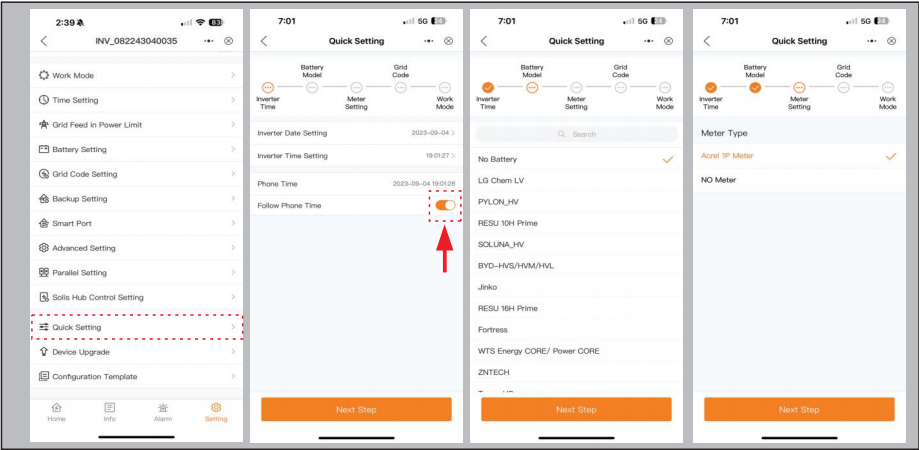 2:39
83
INV_082243040035
Work Mode
Time Setting
Grid Feed in Power Limit
Battery Setting
Grid Code Setting
Backup Setting
Smart Port
Advanced Setting
Parallel Setting
Solis Hub Control Setting
Quick Setting
Device Upgrade
Configuration Template
Home Info Alarm Setting
7:01
5G 24
Quick Setting
Battery Model
Grid Code
Inverter Time
Meter Setting
Work Mode
Inverter Date Setting 2023-09-04
Inverter Time Setting 19:01:27
Phone Time 2023-09-04 19:01:28
Follow Phone Time
Next Step
7:01
5G 24
Quick Setting
Battery Model
Grid Code
Inverter Time
Meter Setting
Work Mode
Search
No Battery
LG Chem LV
PYLON_HV
RESU 10H Prime
SOLUNA_HV
BYD-HVS/HVM/HVL
Jinko
RESU 16H Prime
Fortress
WTS Energy CORE/ Power CORE
ZNTECH
Next Step
7:01
5G 24
Quick Setting
Battery Model
Grid Code
Inverter Time
Meter Setting
Work Mode
Meter Type
Acrel 1P Meter
NO Meter
Next Step